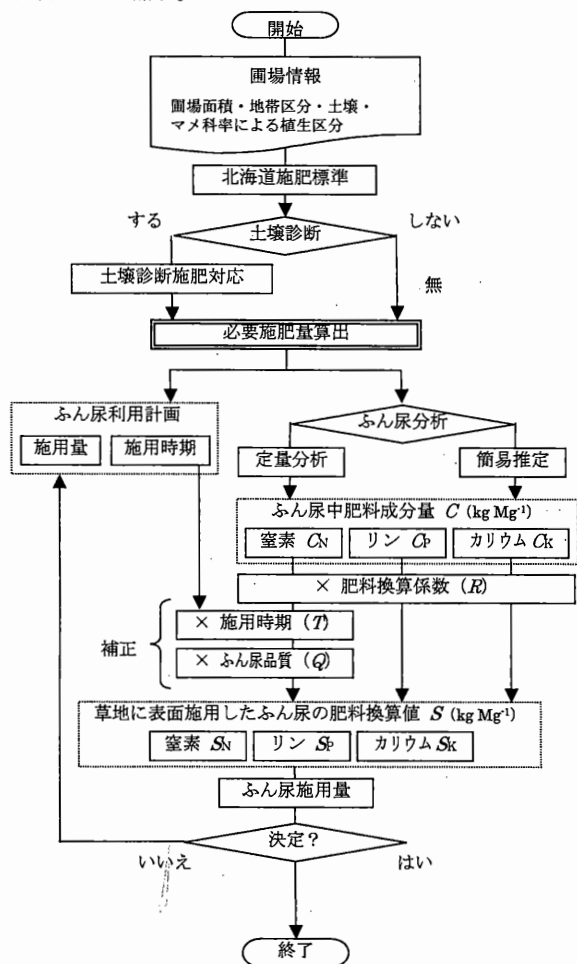 開始
圃場情報
圃場面積・地帯区分・土壌・
マメ科率による植生区分
北海道施肥標準
する
土壌診断
しない
土壌診断施肥対応
無
必要施肥量算出
ふん尿利用計画
施用量 施用時期
ふん尿分析
定量分析
簡易推定
ふん尿中肥料成分量 C (kg Mg-1)
窒素 CN リン CP カリウム CK
× 肥料換算係数 (R)
補正
× 施用時期 (T)
× ふん尿品質 (Q)
草地に表面施用したふん尿の肥料換算値 S (kg Mg-1)
窒素 SN リン SP カリウム SK
ふん尿施用量
決定?
いいえ
はい
終了